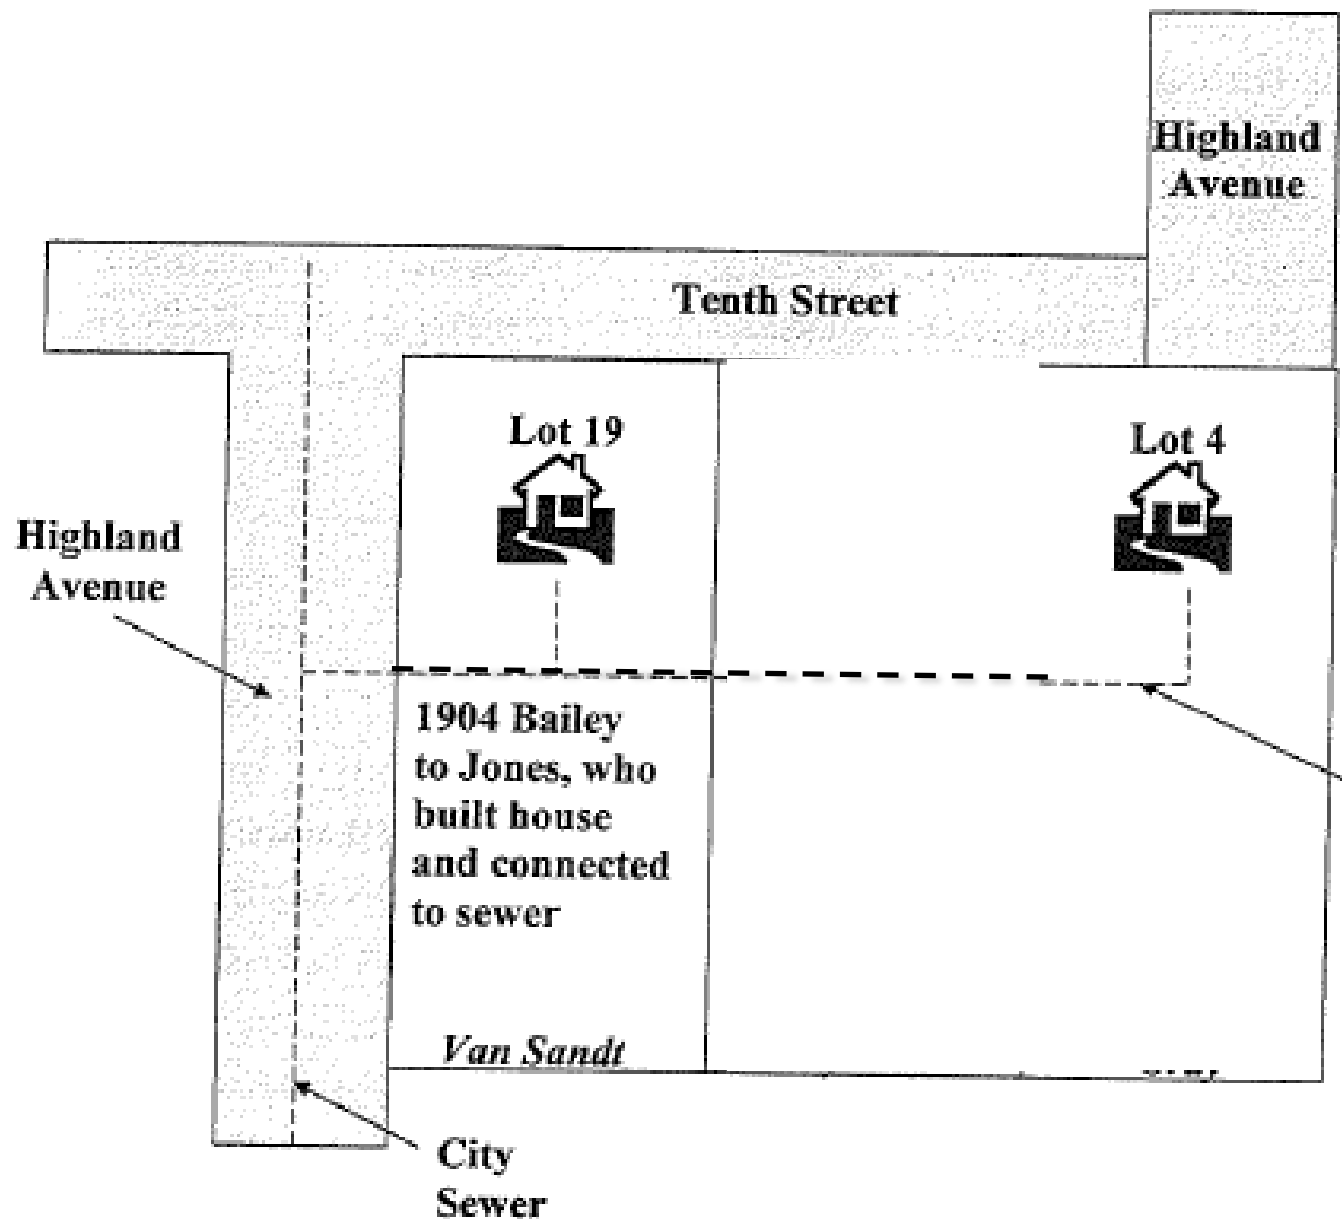 Highland
Avenue
Tenth Street
Lot 19
Lot 4
Highland
Avenue
1904 Bailey
to Jones, who
built house
and connected
to sewer
Van Sandt
City
Sewer